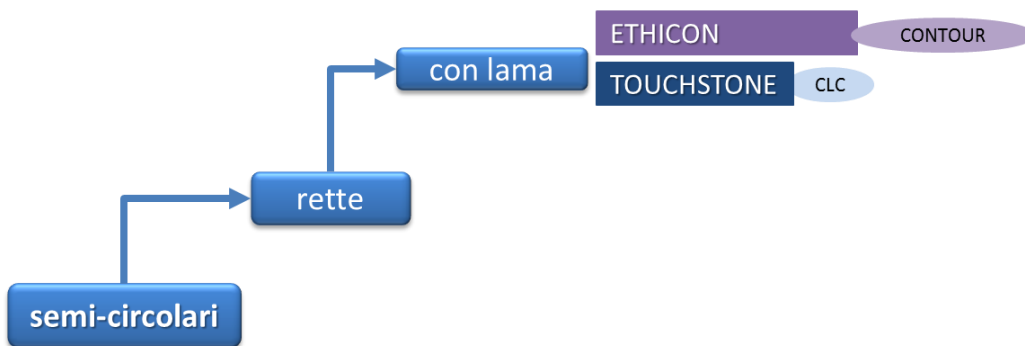 ETHICON
CONTOUR
con lama
TOUCHSTONE
CLC
rette
semi-circolari